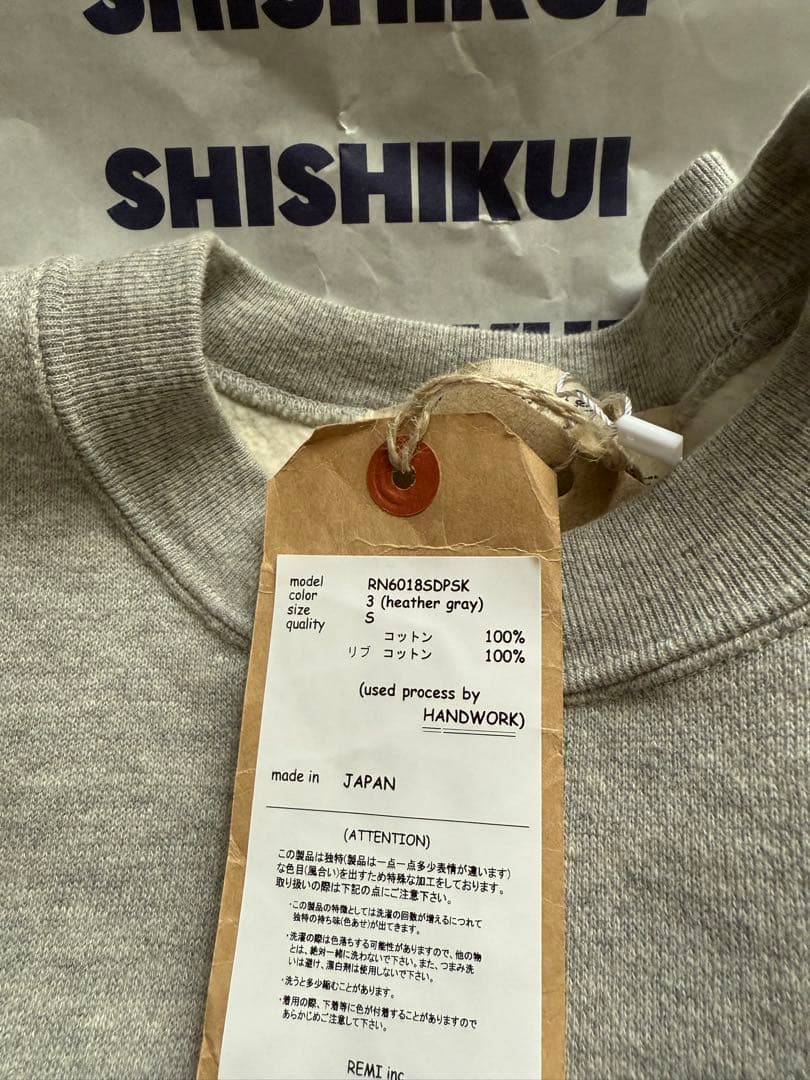 SHISHIKUI
SHISHIKUI
model RN6018SDPSK
color 3 (heather gray)
size S
quality コットン 100%
リブ コットン 100%
(used process by
HANDWORK)
made in JAPAN
(ATTENTION)
この製品は独特(製品は一点一点多少表情が違います)
な色目(風合い)を出すため特殊な加工をしております。
取り扱いの際は下記の点にご注意下さい。
・この製品の特徴としては洗濯の回数が増えるにつれて
独特の持ち味(色あせ)が出てきます。
・洗濯の際は色落ちする可能性がありますので、他の物
とは、絶対一緒に洗わないで下さい。また、つまみ洗
いは避け、漂白剤は使用しないで下さい。
・洗うと多少縮むことがあります。
・着用の際、下着等に色が付着することがありますので
あらかじめご注意して下さい。
REMI inc